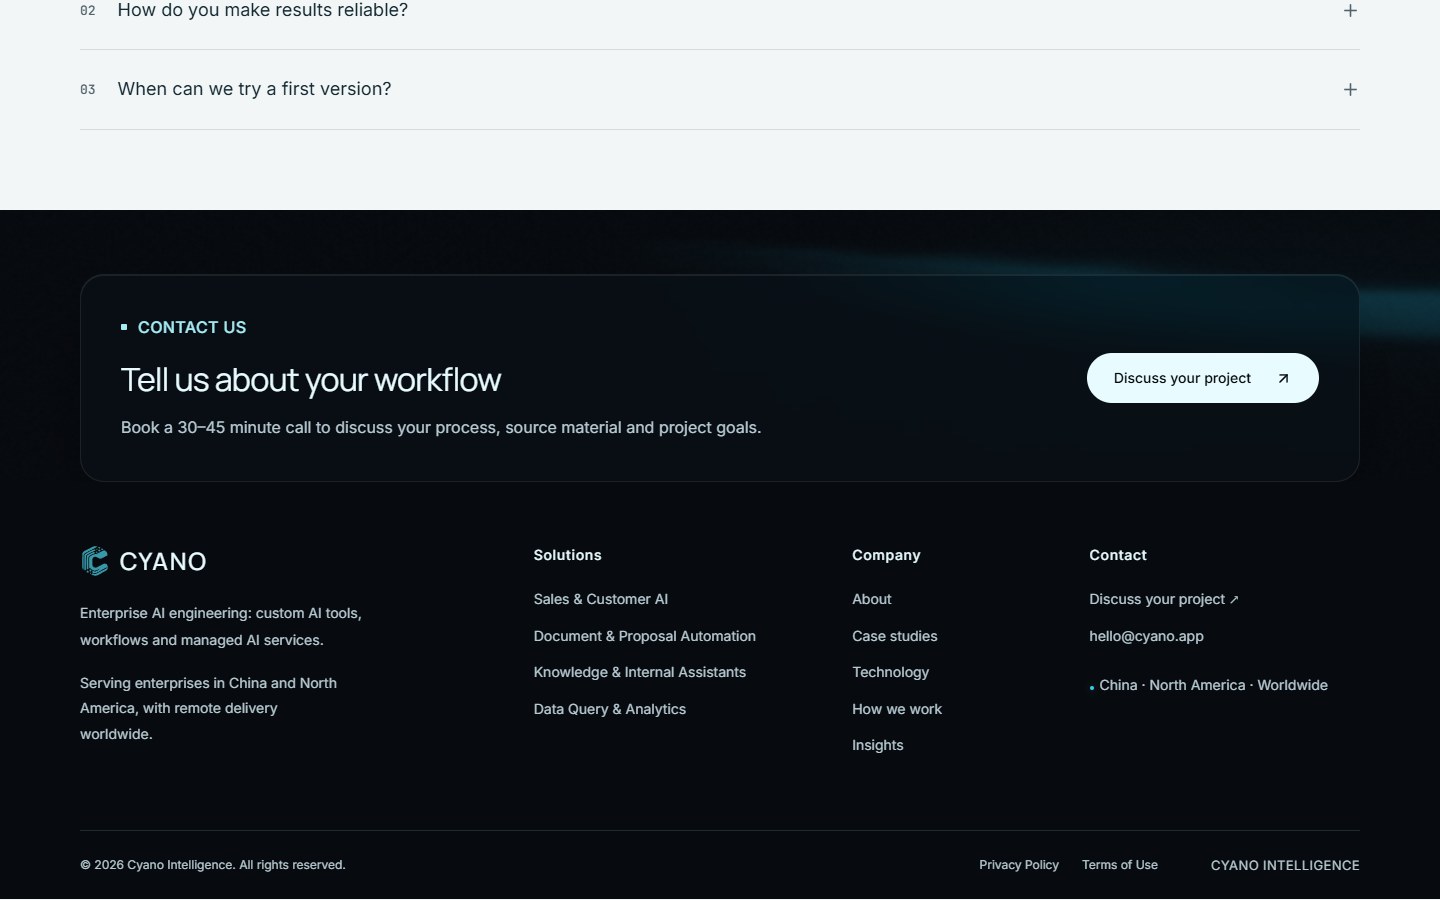 02 How do you make results reliable?
03 When can we try a first version?
CONTACT US
Tell us about your workflow
Book a 30–45 minute call to discuss your process, source material and project goals.
Discuss your project
CYANO
Enterprise AI engineering: custom AI tools,
workflows and managed AI services.
Serving enterprises in China and North
America, with remote delivery
worldwide.
Solutions
Sales & Customer AI
Document & Proposal Automation
Knowledge & Internal Assistants
Data Query & Analytics
Company
About
Case studies
Technology
How we work
Insights
Contact
Discuss your project ↗
hello@cyano.app
China · North America · Worldwide
© 2026 Cyano Intelligence. All rights reserved.
Privacy Policy
Terms of Use
CYANO INTELLIGENCE